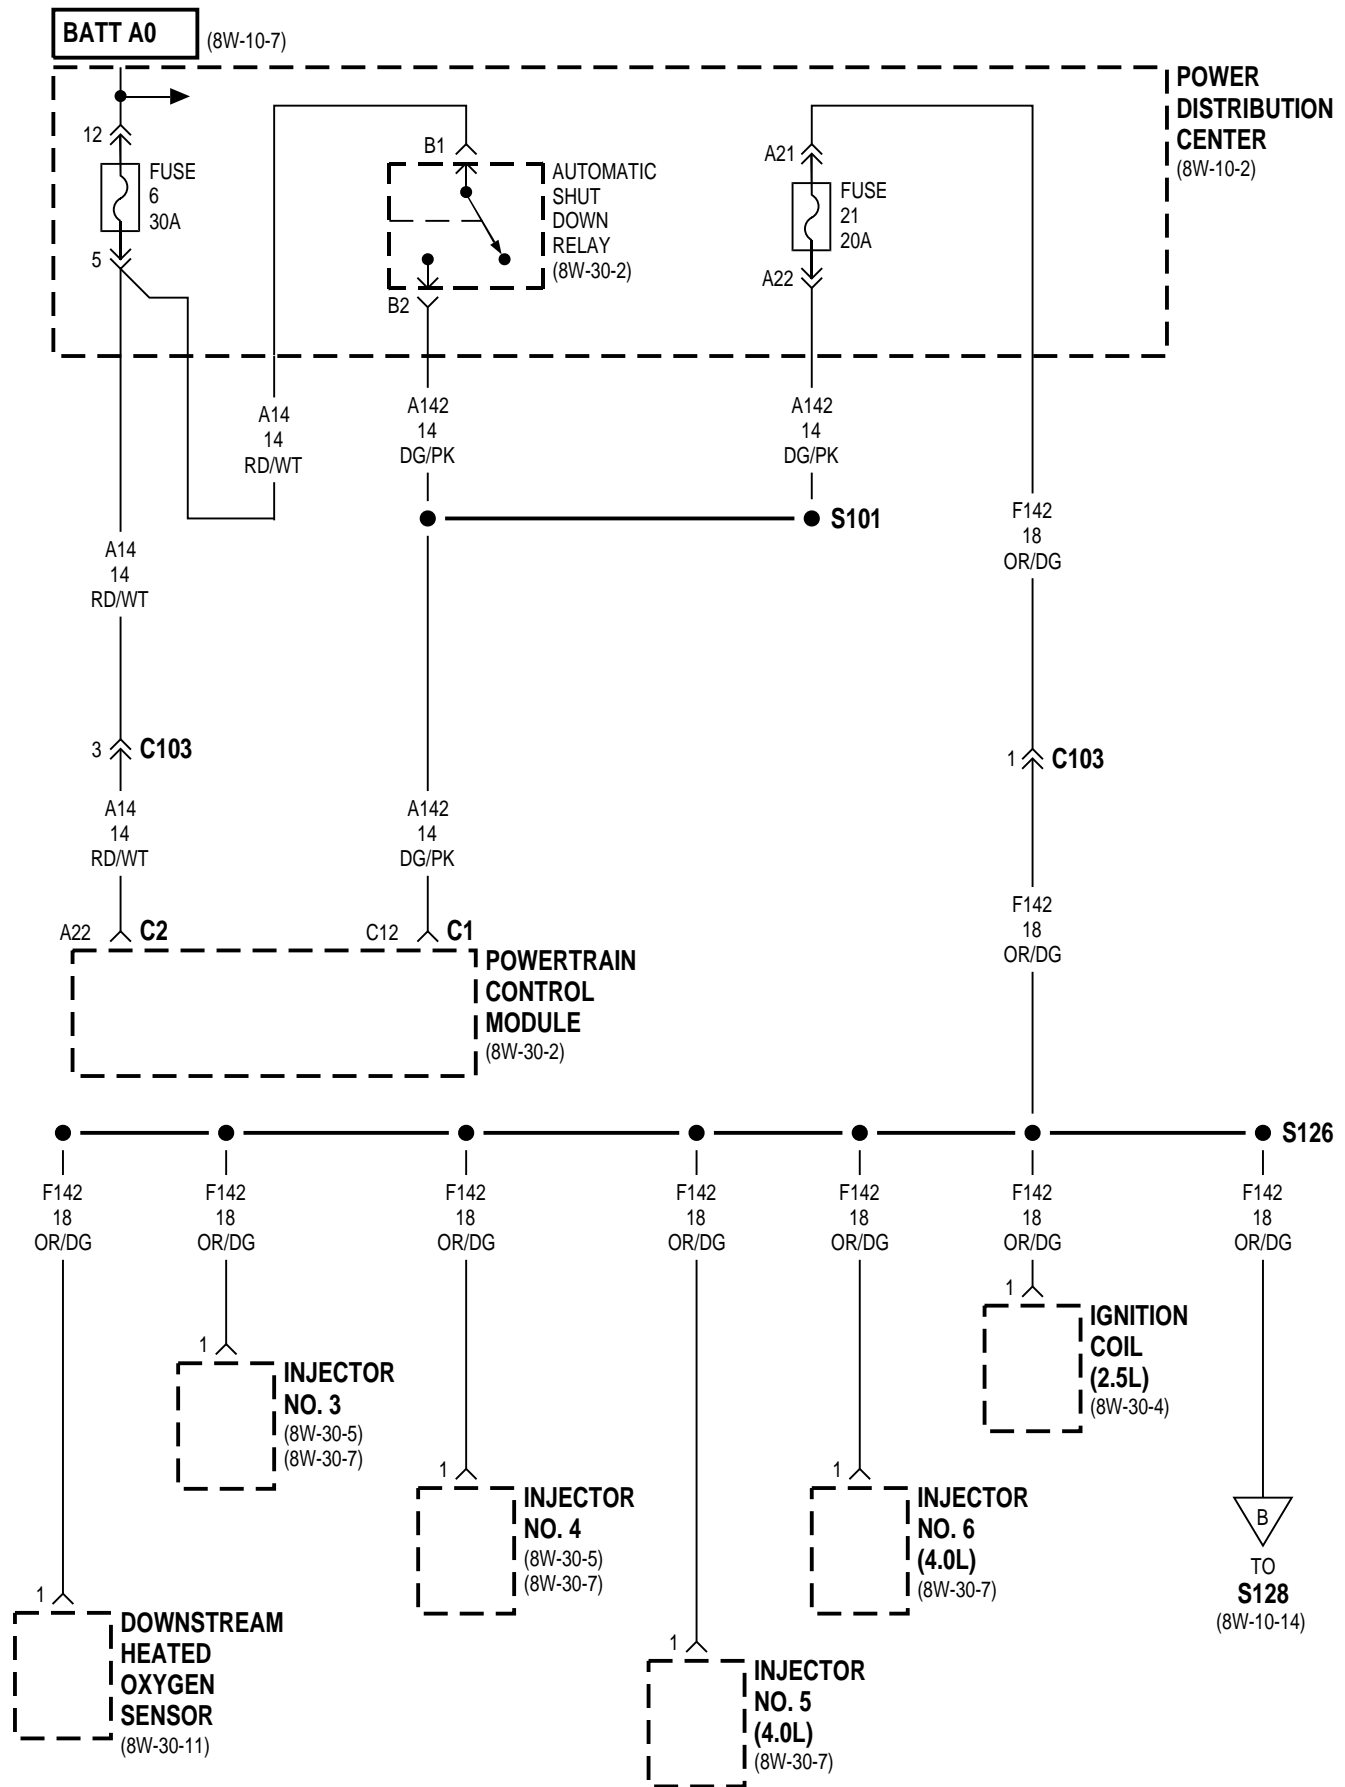 BATT A0
(8W-10-7)
POWER
DISTRIBUTION
CENTER
(8W-10-2)
12
FUSE
6
30A
5
B1
AUTOMATIC
SHUT
DOWN
RELAY
(8W-30-2)
B2
A21
FUSE
21
20A
A22
A14
14
RD/WT
A142
14
DG/PK
A142
14
DG/PK
S101
F142
18
OR/DG
A14
14
RD/WT
3
C103
1
C103
A14
14
RD/WT
A142
14
DG/PK
F142
18
OR/DG
A22
C2
C12
C1
POWERTRAIN
CONTROL
MODULE
(8W-30-2)
S126
F142
18
OR/DG
F142
18
OR/DG
F142
18
OR/DG
F142
18
OR/DG
F142
18
OR/DG
F142
18
OR/DG
F142
18
OR/DG
1
IGNITION
COIL
(2.5L)
(8W-30-4)
1
INJECTOR
NO. 3
(8W-30-5)
(8W-30-7)
1
INJECTOR
NO. 4
(8W-30-5)
(8W-30-7)
1
INJECTOR
NO. 6
(4.0L)
(8W-30-7)
B
TO
S128
(8W-10-14)
1
DOWNSTREAM
HEATED
OXYGEN
SENSOR
(8W-30-11)
1
INJECTOR
NO. 5
(4.0L)
(8W-30-7)